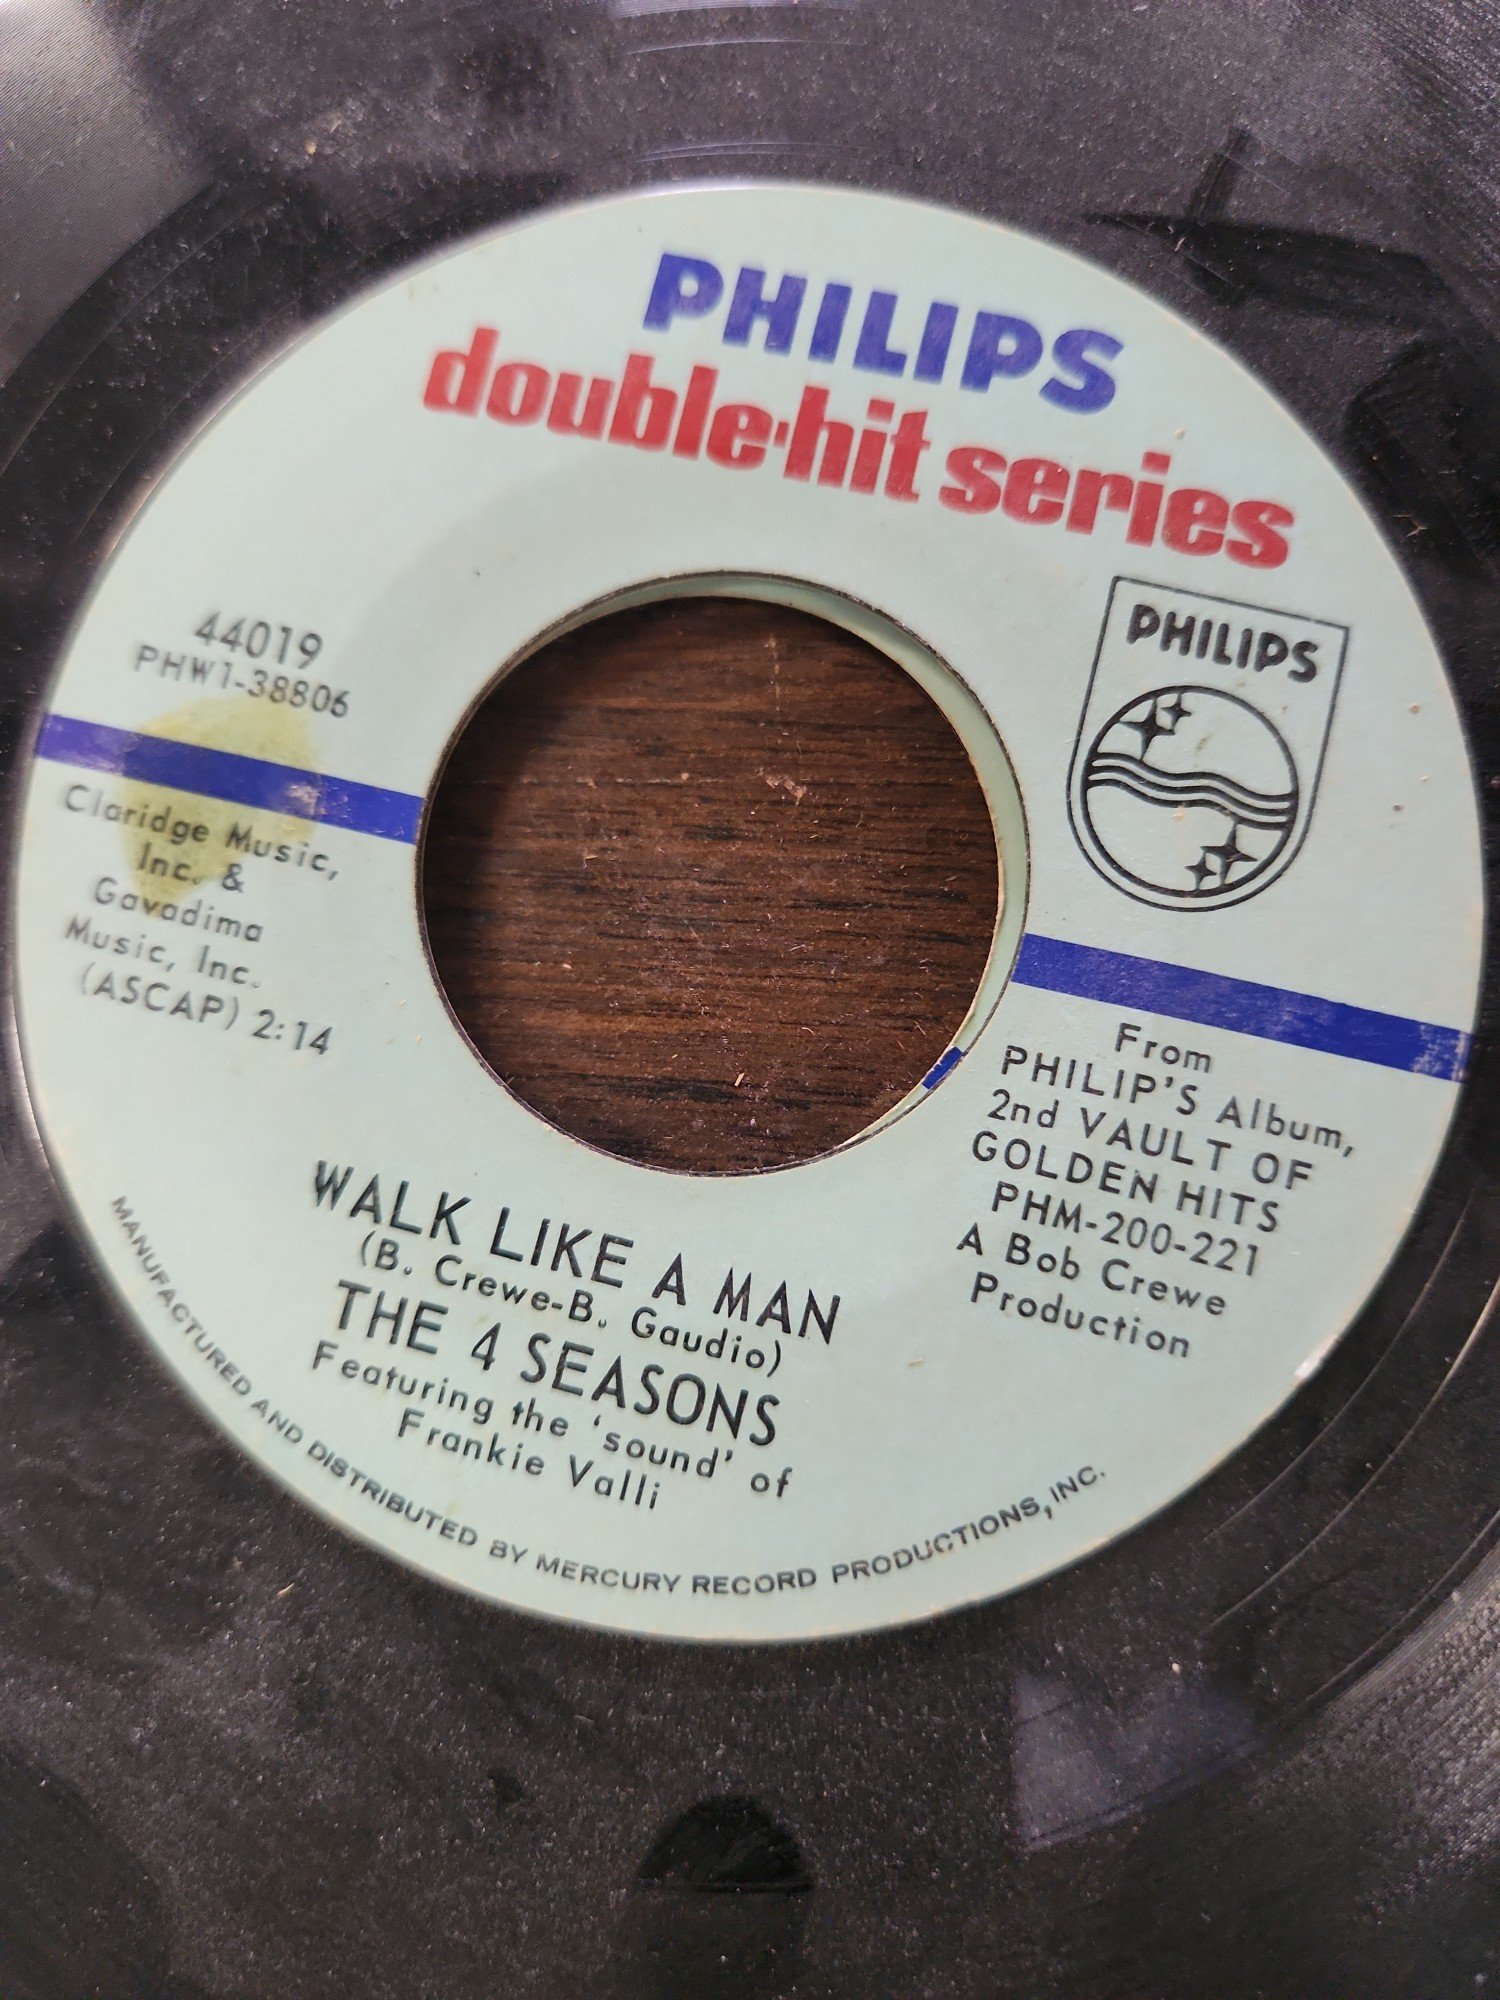 PHILIPS
double·hit series
PHILIPS
44019
PHW1-38806
Claridge Music,
Inc. &
Gavadima
Music, Inc.
(ASCAP) 2:14
From
PHILIP'S Album,
2nd VAULT OF
GOLDEN HITS
PHM-200-221
A Bob Crewe
Production
WALK LIKE A MAN
(B. Crewe-B. Gaudio)
THE 4 SEASONS
Featuring the 'sound' of
Frankie Valli
MANUFACTURED AND DISTRIBUTED BY MERCURY RECORD PRODUCTIONS, INC.